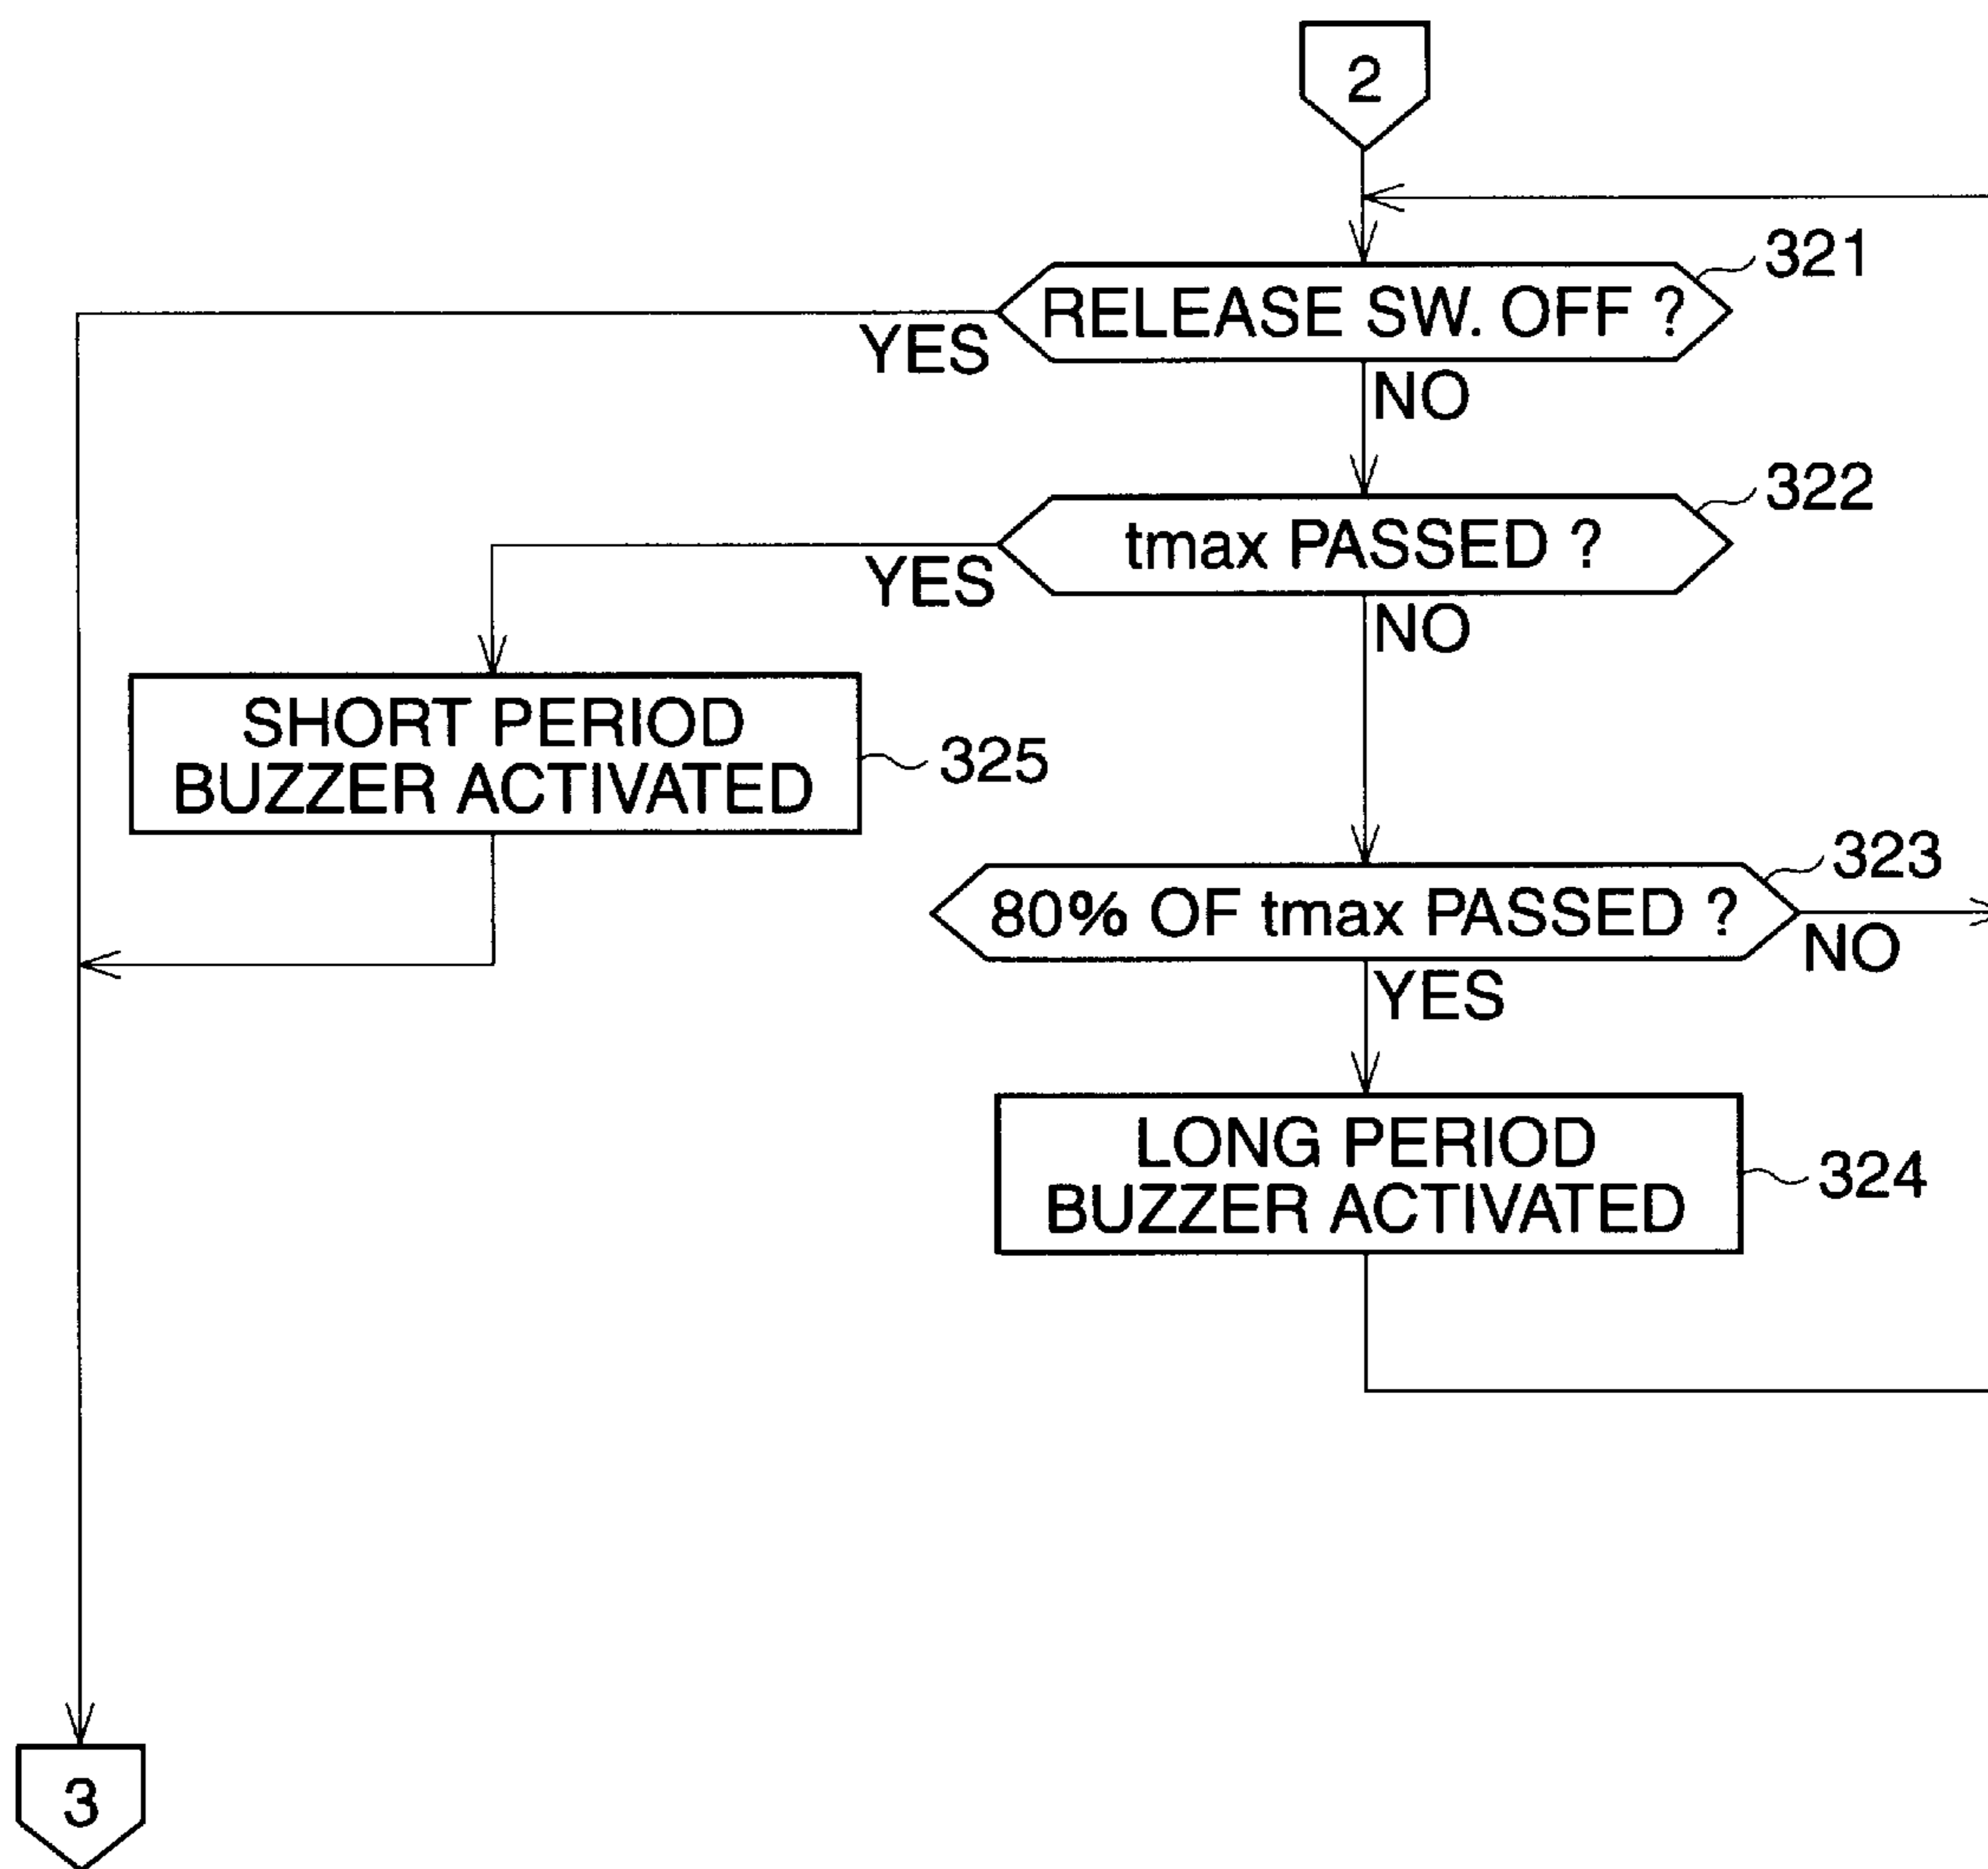 2
321
RELEASE SW. OFF ?
YES
NO
322
tmax PASSED ?
YES
NO
SHORT PERIOD
BUZZER ACTIVATED
325
323
80% OF tmax PASSED ?
NO
YES
LONG PERIOD
BUZZER ACTIVATED
324
3